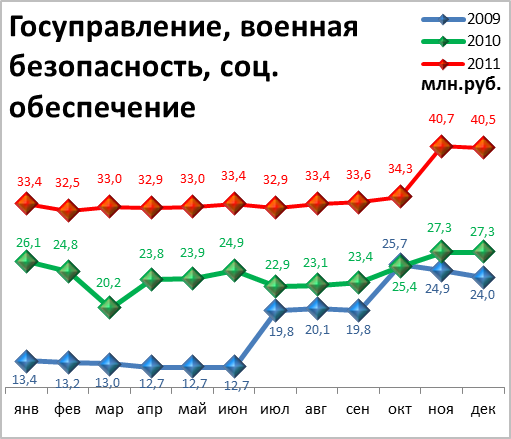 Госуправление, военная
безопасность, соц.
обеспечение
2009
2010
2011
млн.руб.
33,4 32,5 33,0 32,9 33,0 33,4 32,9 33,4 33,6 34,3 40,7 40,5
26,1 24,8 20,2 23,8 23,9 24,9 22,9 23,1 23,4 25,4 27,3 27,3
13,4 13,2 13,0 12,7 12,7 12,7 19,8 20,1 19,8 25,7 24,9 24,0
янв фев мар апр май июн июл авг сен окт ноя дек